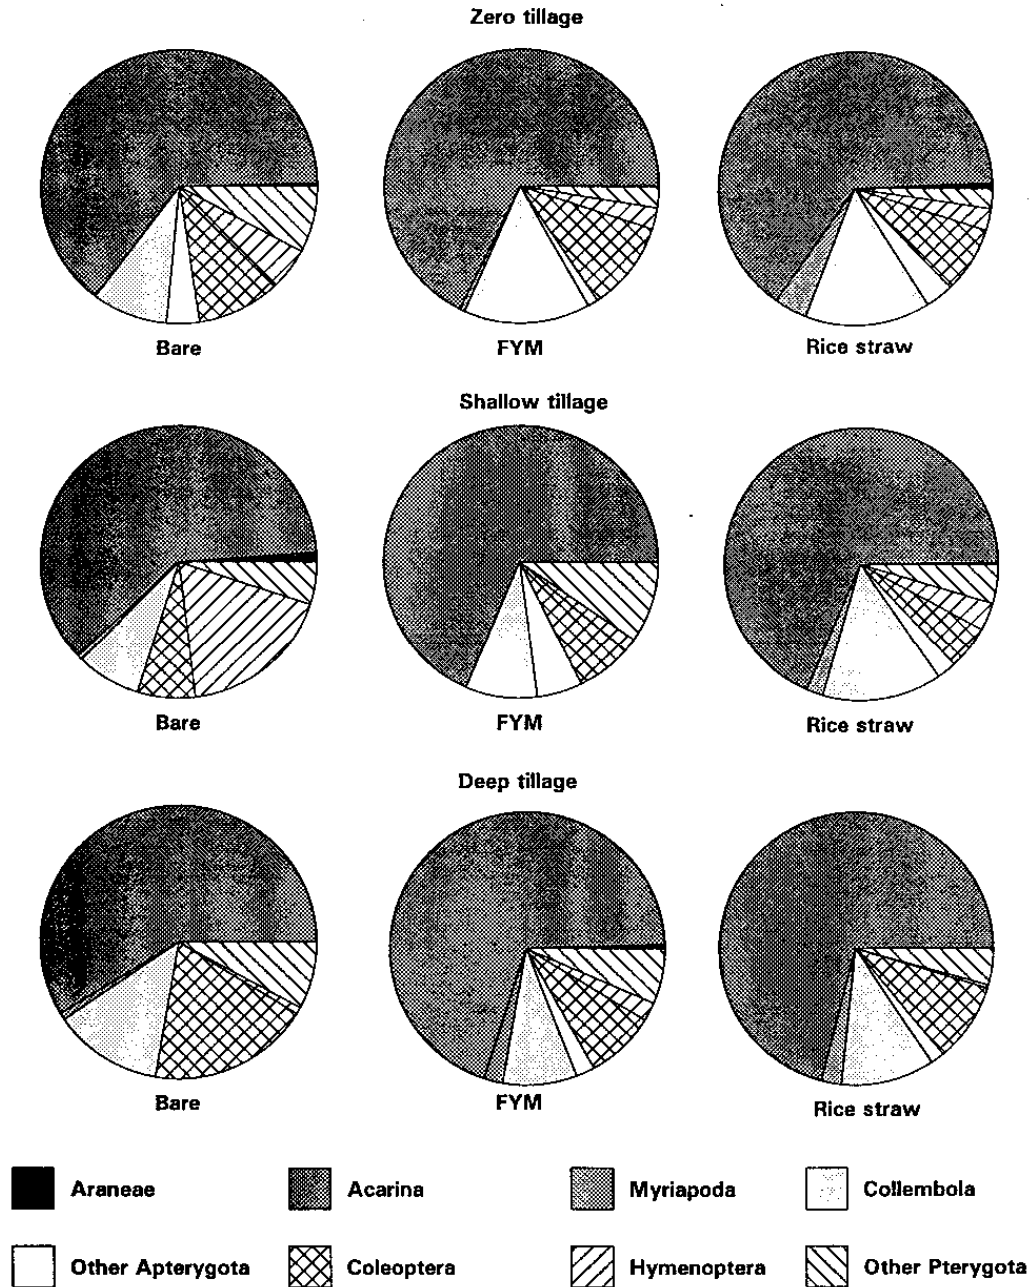 Zero tillage
Bare FYM Rice straw
Shallow tillage
Bare FYM Rice straw
Deep tillage
Bare FYM Rice straw
Araneae Acarina Myriapoda Collembola
Other Apterygota Coleoptera Hymenoptera Other Pterygota